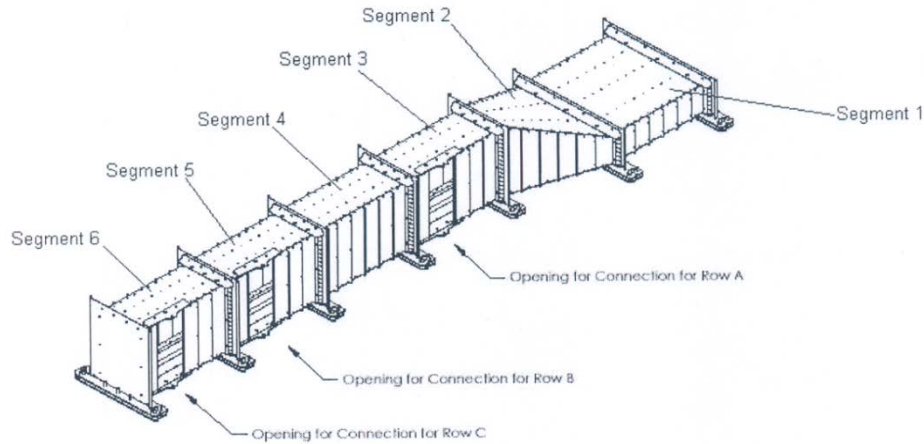 Segment 2
Segment 3
Segment 1
Segment 4
Segment 5
Segment 6
Opening for Connection for Row A
Opening for Connection for Row B
Opening for Connection for Row C